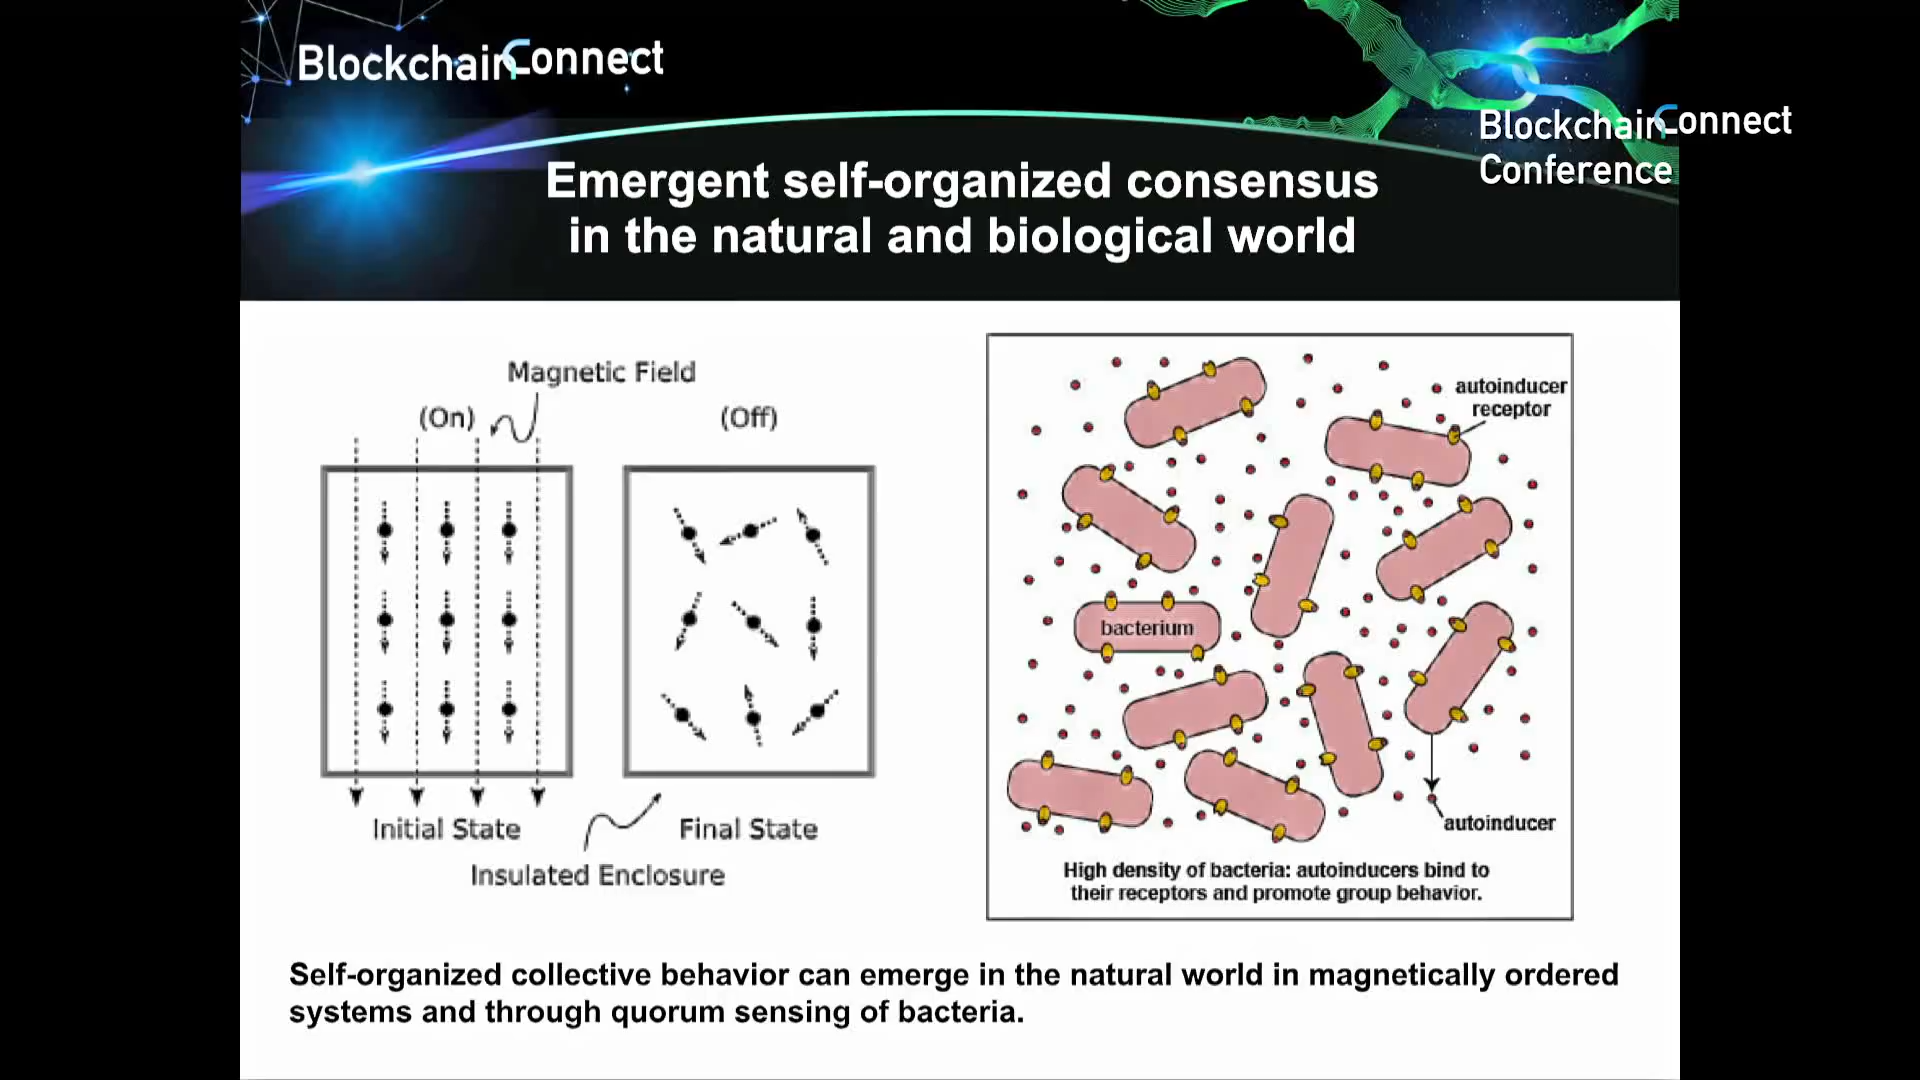 BlockchainConnect
BlockchainConnect
Conference
Emergent self-organized consensus
in the natural and biological world
Magnetic Field
(On)
(Off)
Initial State
Final State
Insulated Enclosure
autoinducer
receptor
bacterium
autoinducer
High density of bacteria: autoinducers bind to
their receptors and promote group behavior.
Self-organized collective behavior can emerge in the natural world in magnetically ordered
systems and through quorum sensing of bacteria.